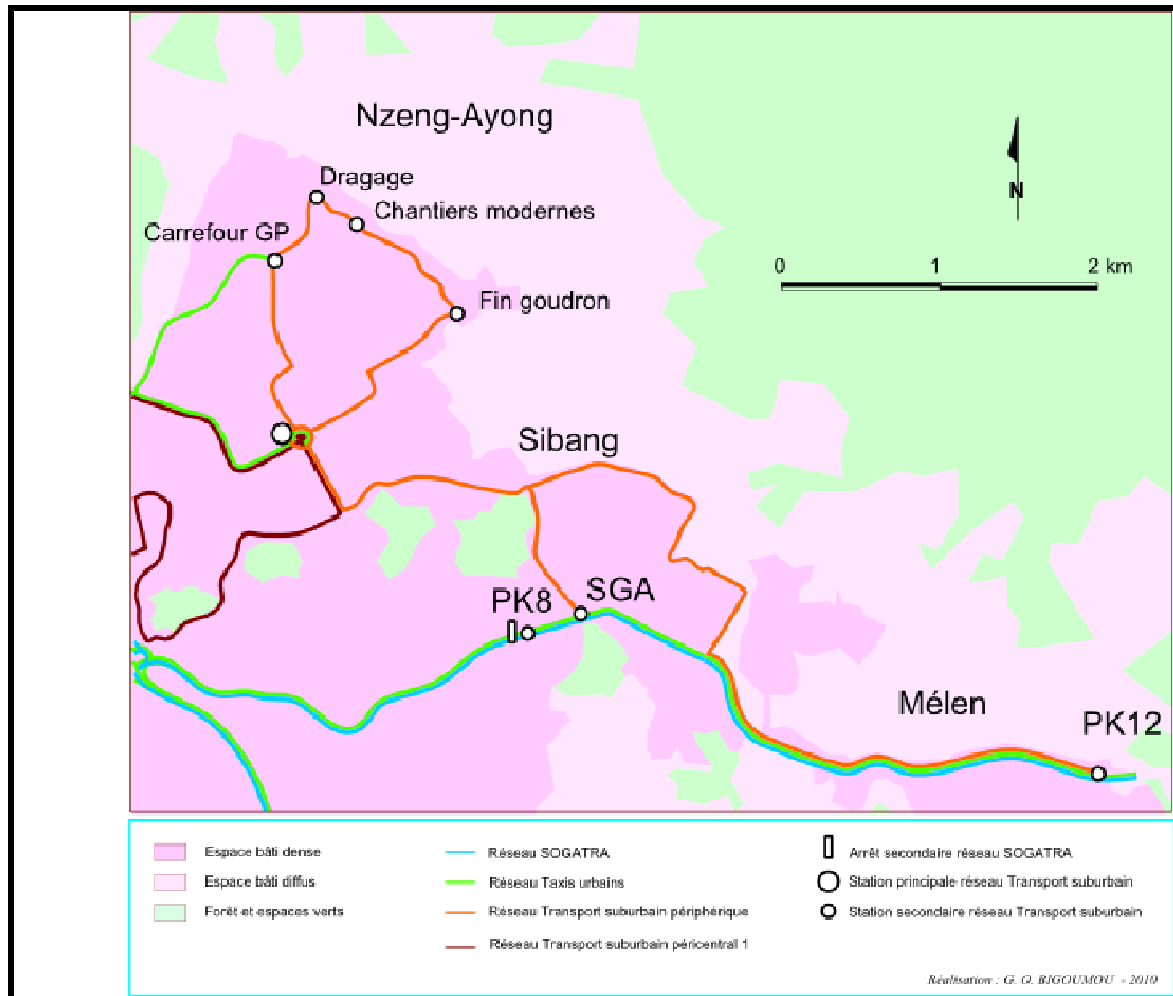 Nzeng-Ayong
Dragage
Chantiers modernes
Carrefour GP
N
0 1 2 km
Fin goudron
Sibang
PK8
SGA
Mélen
PK12
Espace bâti dense
Espace bâti diffus
Forêt et espaces verts
Réseau SOGATRA
Réseau Taxis urbains
Réseau Transport suburbain périphérique
Réseau Transport suburbain péricentral 1
Arrêt secondaire réseau SOGATRA
Station principale réseau Transport suburbain
Station secondaire réseau Transport suburbain
Réalisation : G. O. BIGOUMOU - 2010